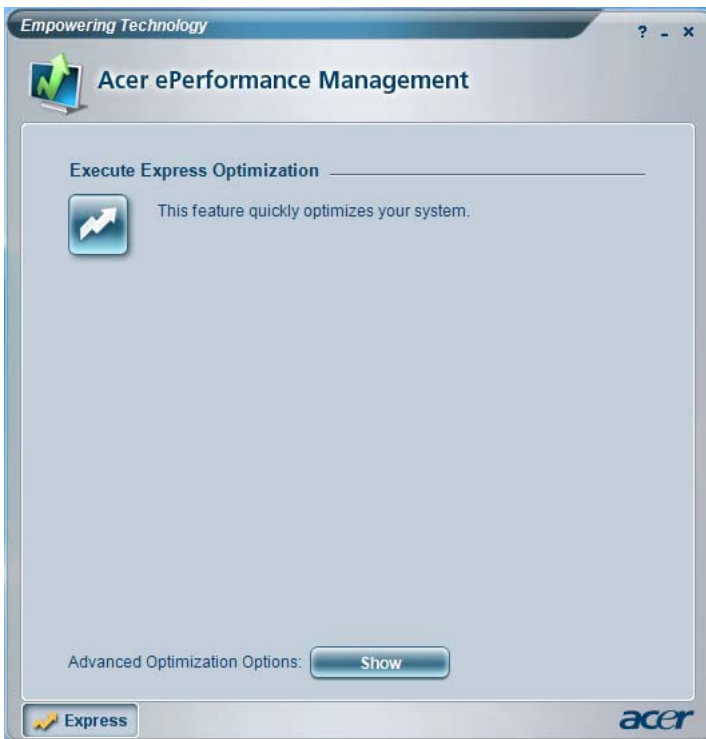 Empowering Technology
? - ×
Acer ePerformance Management
Execute Express Optimization
This feature quickly optimizes your system.
Advanced Optimization Options: Show
Express
acer